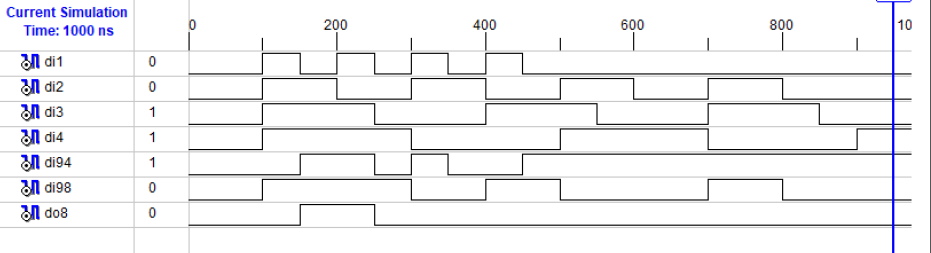 Current Simulation
Time: 1000 ns
0 200 400 600 800 10
di1 0
di2 0
di3 1
di4 1
di94 1
di98 0
do8 0